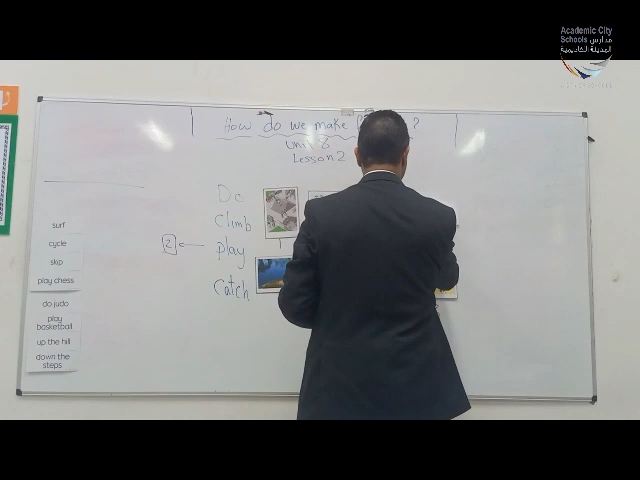 Academic City
Schools مدارس
المدينة الأكاديمية
How do we make ?
Unit 8
Lesson 2
Do
Climb
2
play
Catch
surf
cycle
skip
play chess
do judo
play
basketball
up the hill
down the
steps